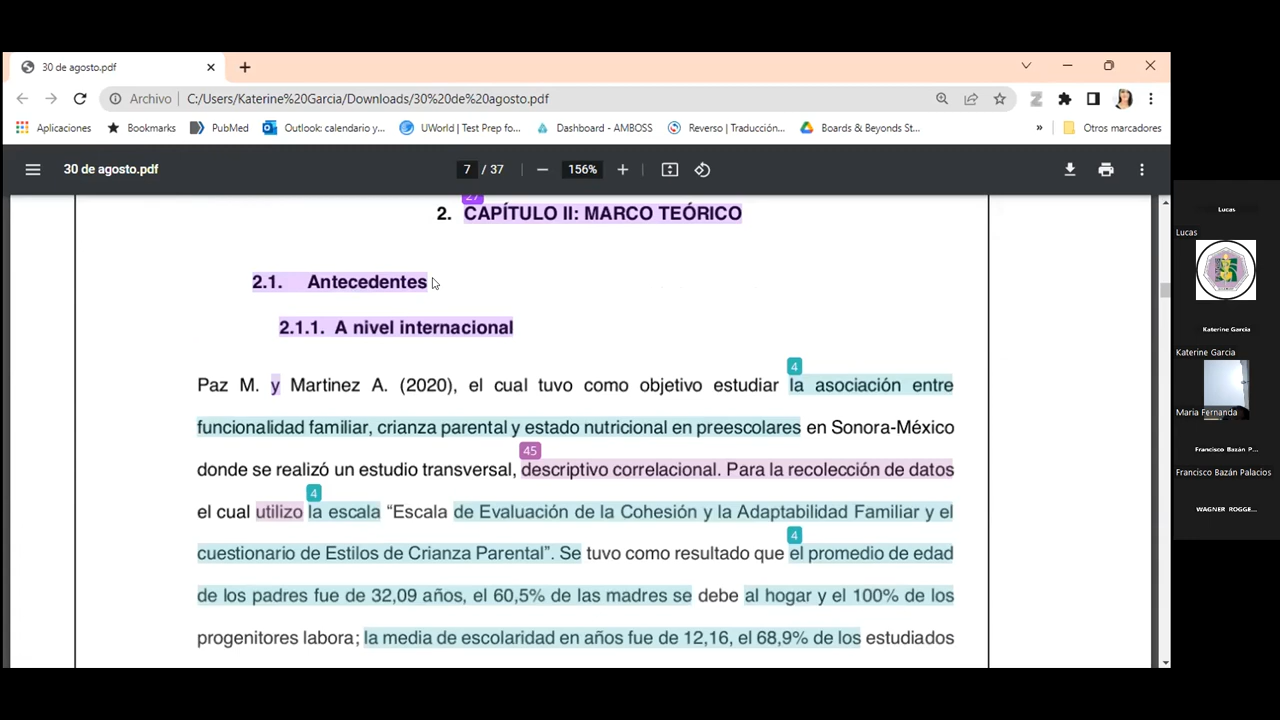 30 de agosto.pdf
Archivo C:/Users/Katerine%20Garcia/Downloads/30%20de%20agosto.pdf
Aplicaciones Bookmarks PubMed Outlook: calendario y... UWorld | Test Prep fo... Dashboard - AMBOSS Reverso | Traducción... Boards & Beyonds St... » Otros marcadores
30 de agosto.pdf 7 / 37 156%
27
2. CAPÍTULO II: MARCO TEÓRICO
2.1. Antecedentes
2.1.1. A nivel internacional
4
Paz M. y Martinez A. (2020), el cual tuvo como objetivo estudiar la asociación entre
funcionalidad familiar, crianza parental y estado nutricional en preescolares en Sonora-México
45
donde se realizó un estudio transversal, descriptivo correlacional. Para la recolección de datos
4
el cual utilizo la escala “Escala de Evaluación de la Cohesión y la Adaptabilidad Familiar y el
4
cuestionario de Estilos de Crianza Parental”. Se tuvo como resultado que el promedio de edad
de los padres fue de 32,09 años, el 60,5% de las madres se debe al hogar y el 100% de los
progenitores labora; la media de escolaridad en años fue de 12,16, el 68,9% de los estudiados
Lucas
Lucas
Katerine Garcia
Katerine Garcia
Maria Fernanda
Francisco Bazán P...
Francisco Bazán Palacios
WAGNER ROGGE...